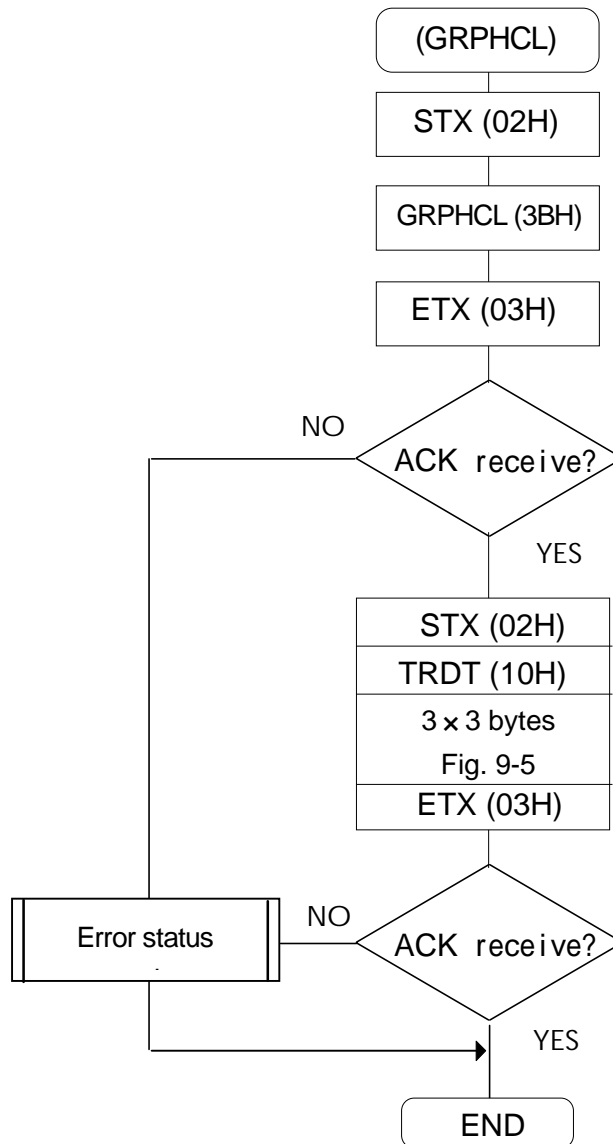 (GRPHCL)
STX (02H)
GRPHCL (3BH)
ETX (03H)
NO
ACK receive?
YES
STX (02H)
TRDT (10H)
3 × 3 bytes
Fig. 9-5
ETX (03H)
NO
Error status
ACK receive?
YES
END